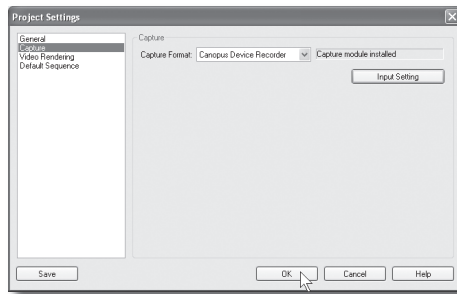 Project Settings
General
Capture
Video Rendering
Default Sequence
Capture
Capture Format: Canopus Device Recorder Capture module installed
Input Setting
Save OK Cancel Help